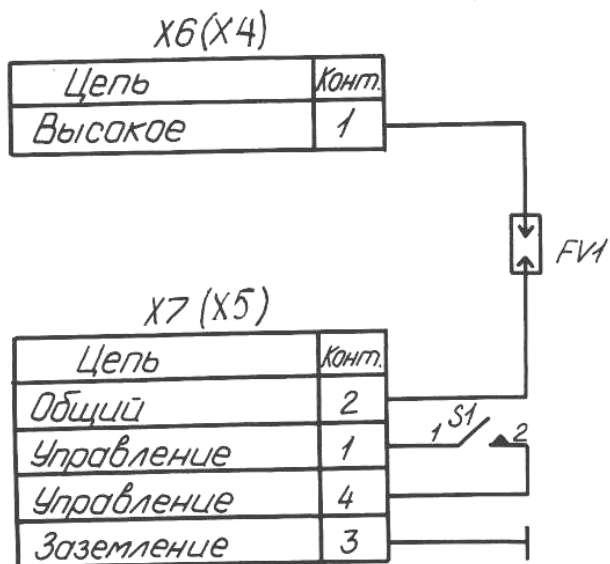 X6(X4)
Цепь Конт.
Высокое 1
FV1
X7 (X5)
Цепь Конт.
Общий 2
Управление 1
1 S1 2
Управление 4
Заземление 3